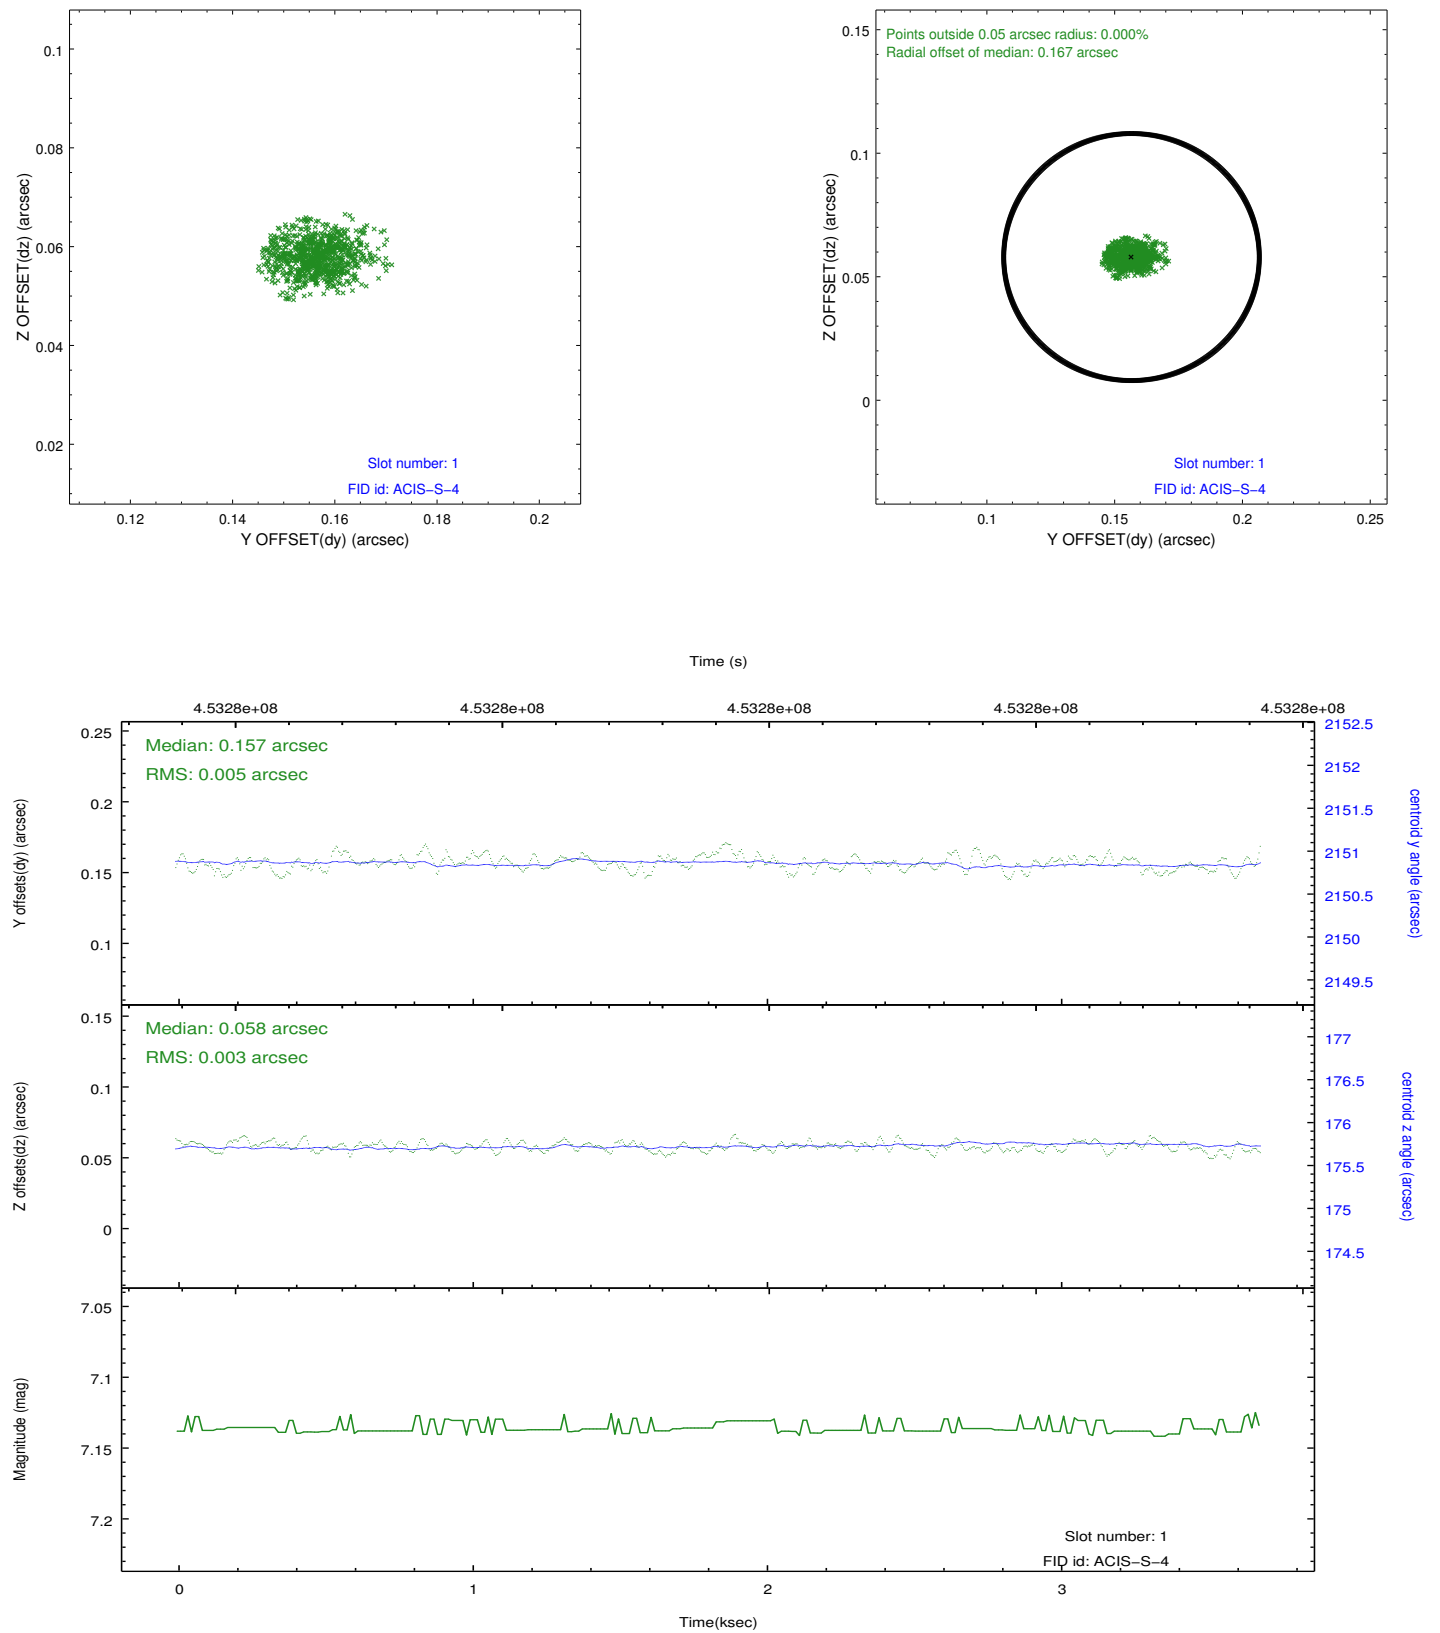 0.1
0.08
0.06
0.04
0.02
Z OFFSET(dz) (arcsec)
Slot number: 1
FID id: ACIS−S−4
0.12 0.14 0.16 0.18 0.2
Y OFFSET(dy) (arcsec)
Points outside 0.05 arcsec radius: 0.000%
Radial offset of median: 0.167 arcsec
0.15
0.1
0.05
0
Z OFFSET(dz) (arcsec)
Slot number: 1
FID id: ACIS−S−4
0.1 0.15 0.2 0.25
Y OFFSET(dy) (arcsec)
Time (s)
4.5328e+08 4.5328e+08 4.5328e+08 4.5328e+08 4.5328e+08
Median: 0.157 arcsec
RMS: 0.005 arcsec
0.25
0.2
0.15
0.1
Y offsets(dy) (arcsec)
2152.5
2152
2151.5
2151
2150.5
2150
2149.5
centroid y angle (arcsec)
Median: 0.058 arcsec
RMS: 0.003 arcsec
0.15
0.1
0.05
0
Z offsets(dz) (arcsec)
177
176.5
176
175.5
175
174.5
centroid z angle (arcsec)
7.05
7.1
7.15
7.2
Magnitude (mag)
Slot number: 1
FID id: ACIS−S−4
0 1 2 3
Time(ksec)